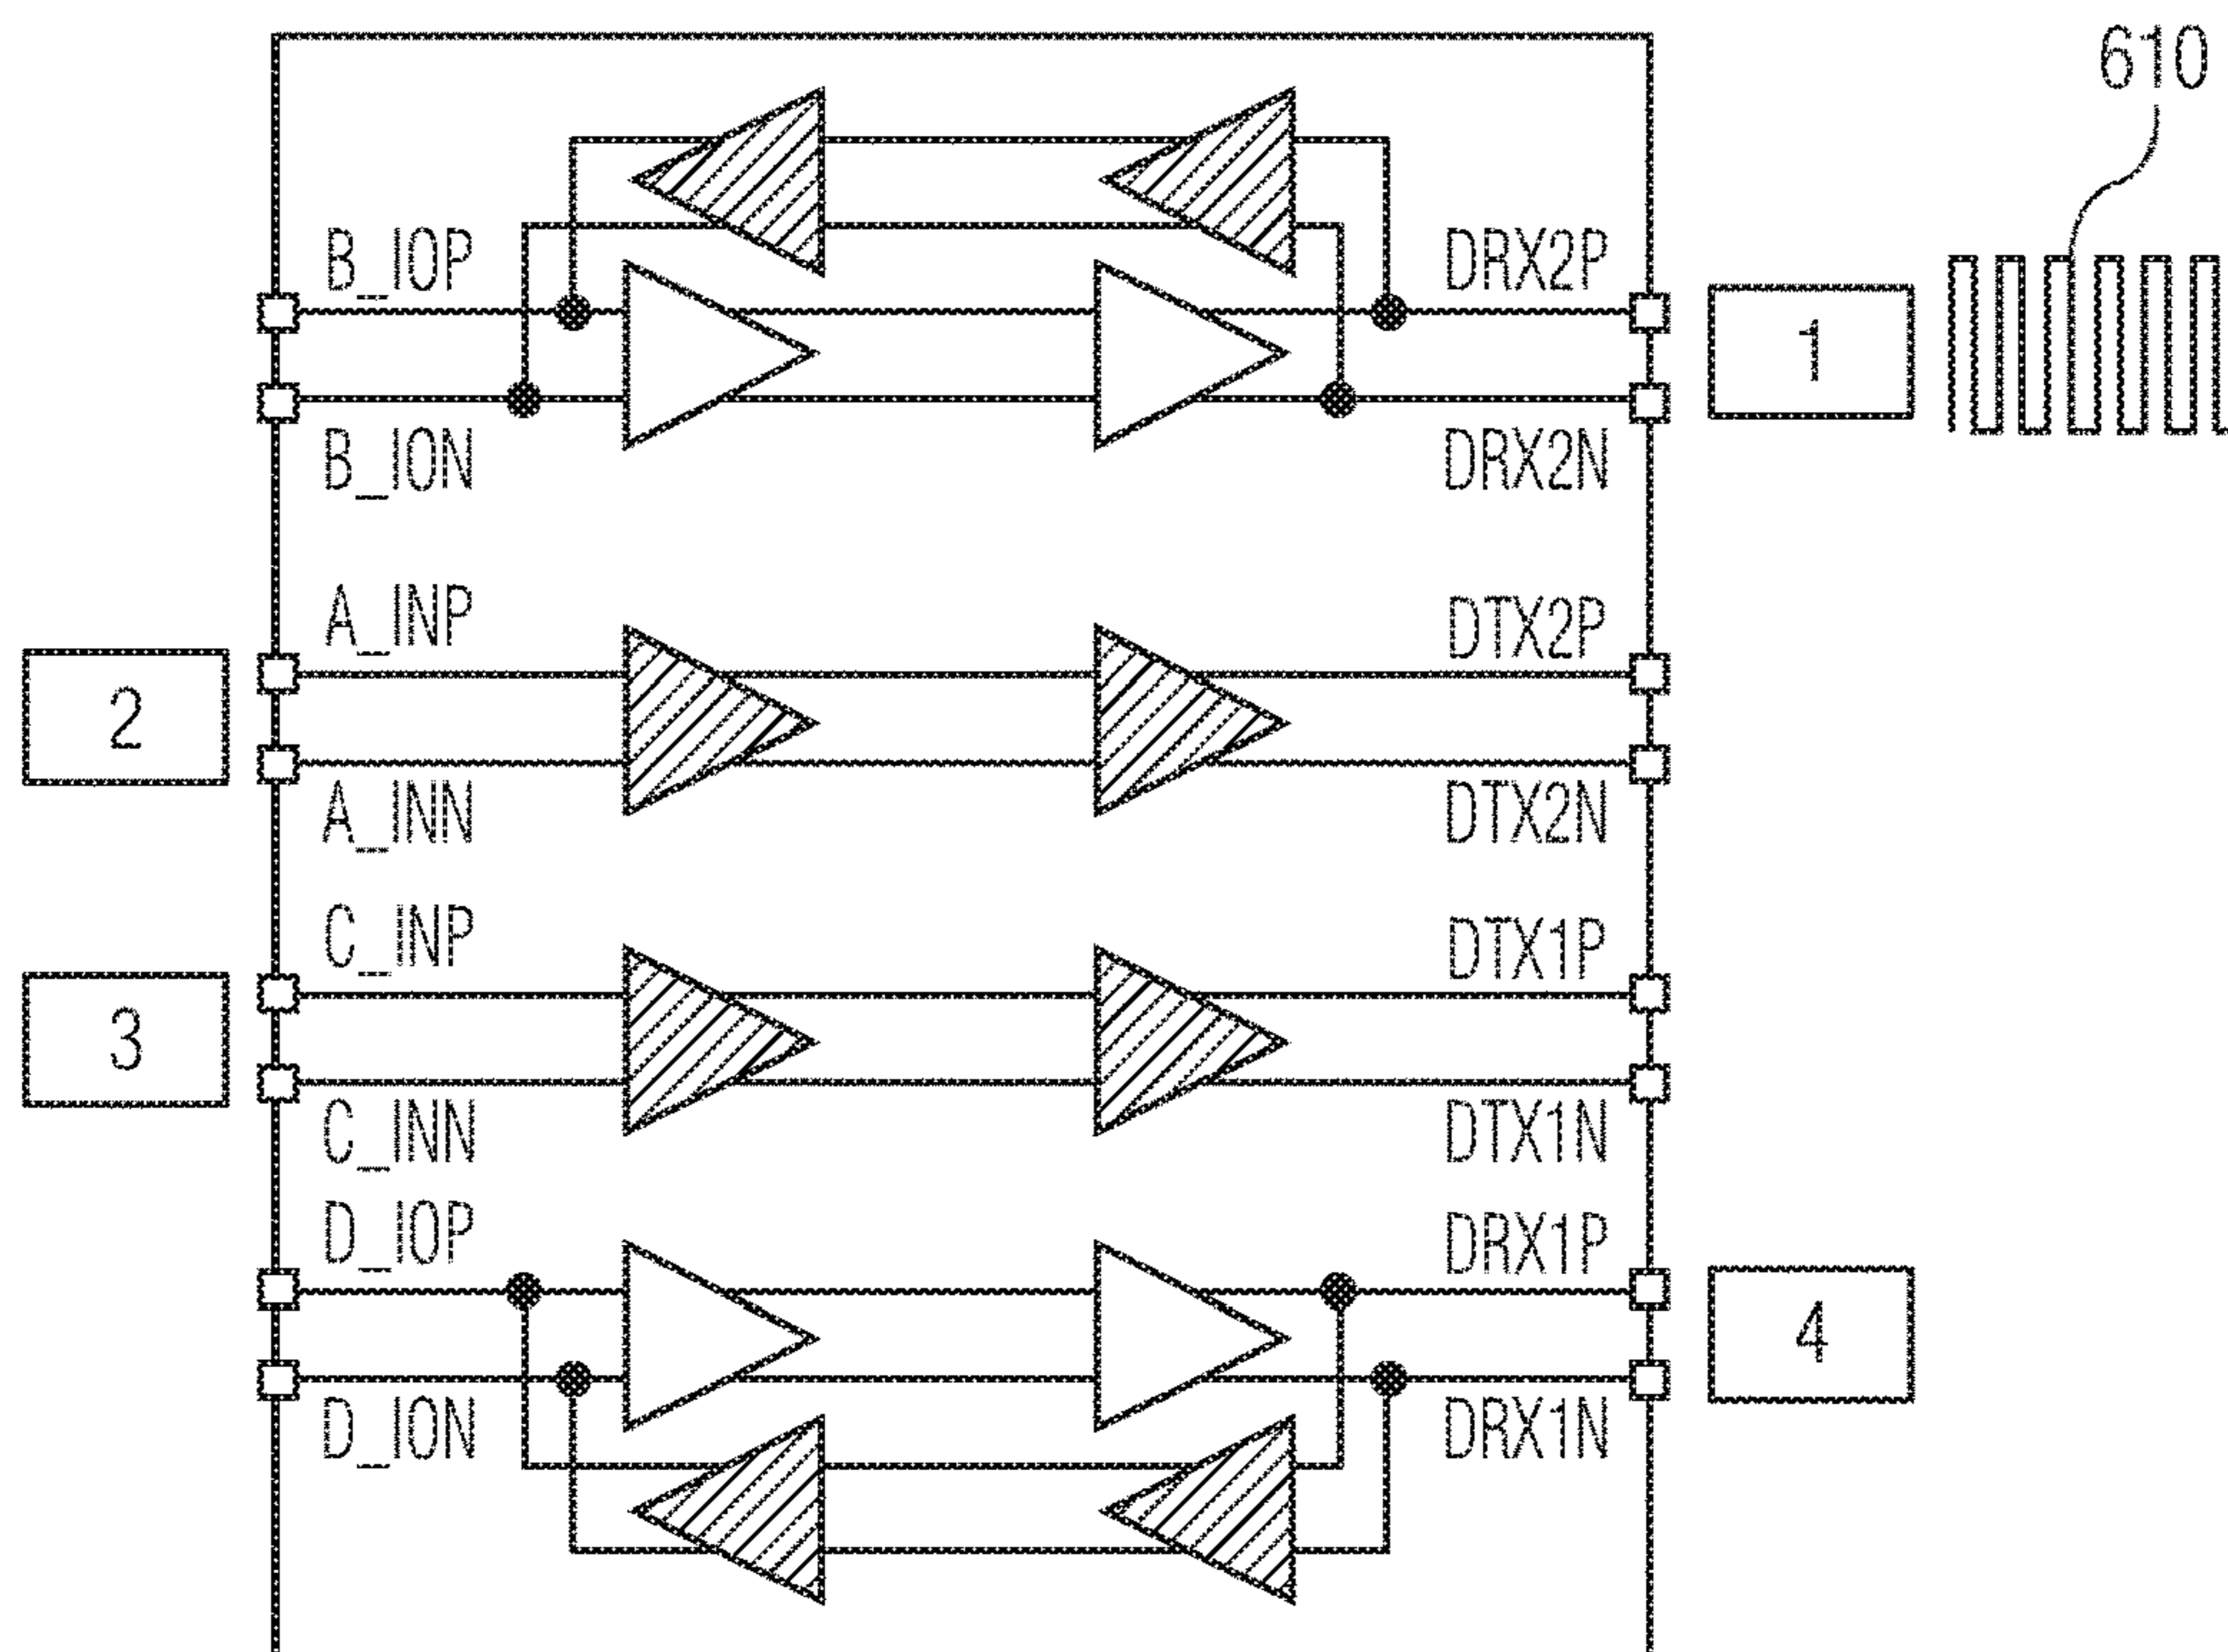 610
B_IOP
DRX2P
1
B_ION
DRX2N
A_INP
DTX2P
2
A_INN
DTX2N
C_INP
DTX1P
3
C_INN
DTX1N
D_IOP
DRX1P
4
D_ION
DRX1N